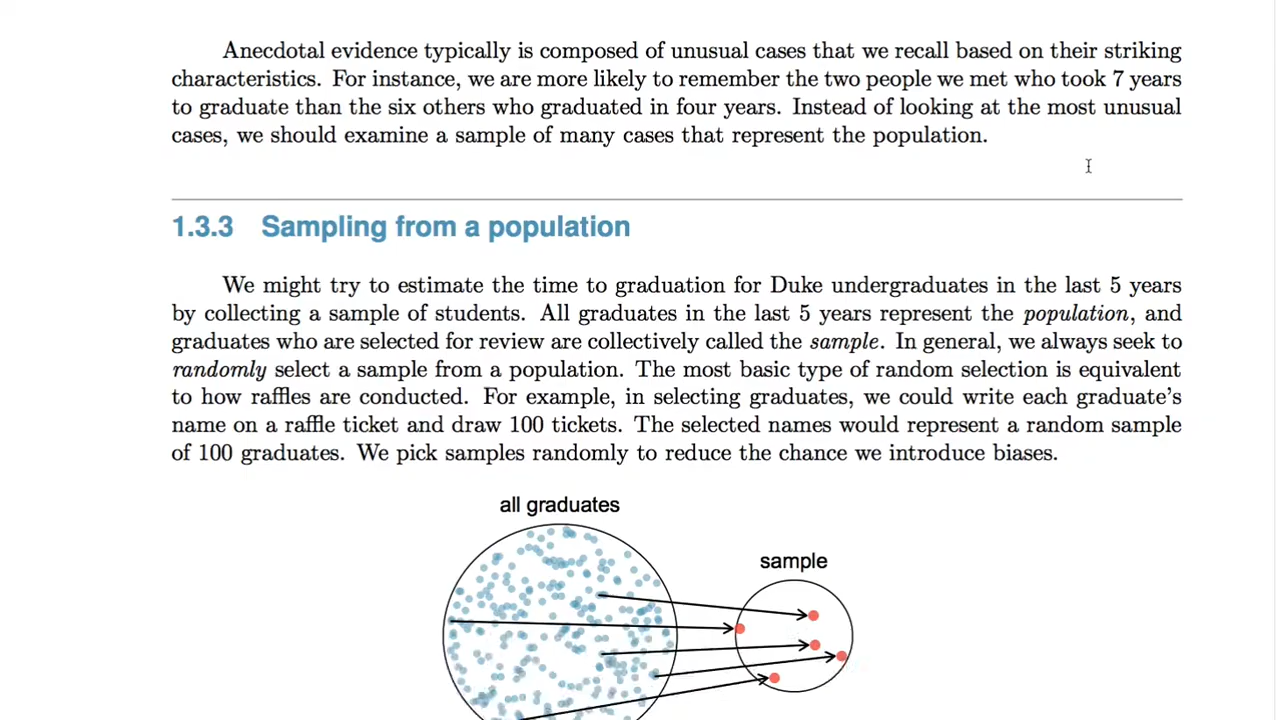 Anecdotal evidence typically is composed of unusual cases that we recall based on their striking
characteristics. For instance, we are more likely to remember the two people we met who took 7 years
to graduate than the six others who graduated in four years. Instead of looking at the most unusual
cases, we should examine a sample of many cases that represent the population.
1.3.3 Sampling from a population
We might try to estimate the time to graduation for Duke undergraduates in the last 5 years
by collecting a sample of students. All graduates in the last 5 years represent the population, and
graduates who are selected for review are collectively called the sample. In general, we always seek to
randomly select a sample from a population. The most basic type of random selection is equivalent
to how raffles are conducted. For example, in selecting graduates, we could write each graduate's
name on a raffle ticket and draw 100 tickets. The selected names would represent a random sample
of 100 graduates. We pick samples randomly to reduce the chance we introduce biases.
all graduates
sample